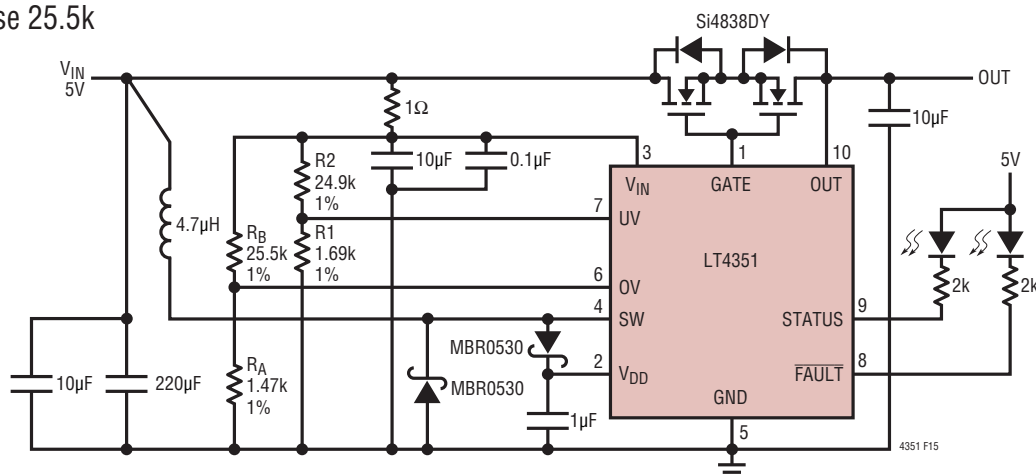 se 25.5k
Si4838DY
VIN
5V
OUT
1Ω
10µF
10µF
0.1µF
R2
24.9k
1%
3
1
10
5V
VIN
GATE
OUT
7
UV
4.7µH
RB
25.5k
1%
R1
1.69k
1%
LT4351
6
OV
2k
2k
4
SW
STATUS
9
MBR0530
2
VDD
FAULT
8
10µF
220µF
RA
1.47k
1%
MBR0530
1µF
GND
5
4351 F15